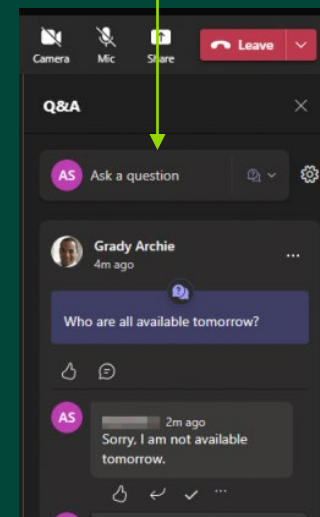 Camera Mic Share Leave
Q&A
AS Ask a question
Grady Archie
4m ago
Who are all available tomorrow?
AS
2m ago
Sorry, I am not available
tomorrow.